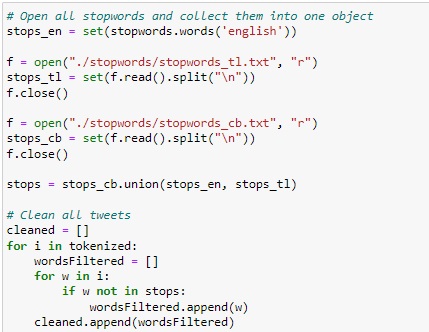 # Open all stopwords and collect them into one object
stops_en = set(stopwords.words('english'))
f = open("./stopwords/stopwords_tl.txt", "r")
stops_tl = set(f.read().split("\n"))
f.close()
f = open("./stopwords/stopwords_cb.txt", "r")
stops_cb = set(f.read().split("\n"))
f.close()
stops = stops_cb.union(stops_en, stops_tl)
# Clean all tweets
cleaned = []
for i in tokenized:
    wordsFiltered = []
    for w in i:
        if w not in stops:
            wordsFiltered.append(w)
    cleaned.append(wordsFiltered)